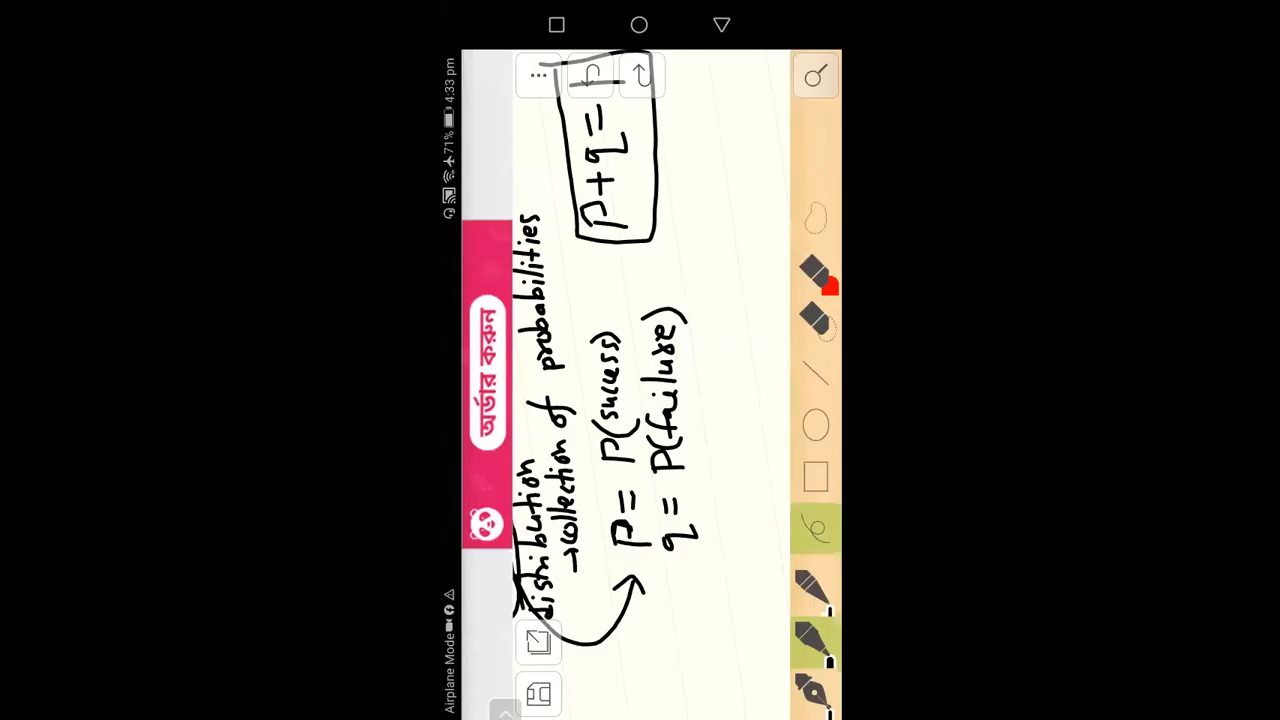 Airplane Mode 71% 4:33 pm
অর্ডার করুন
distribution
→collection of probabilities
P = P(success)
q = P(failure)
P+q=1